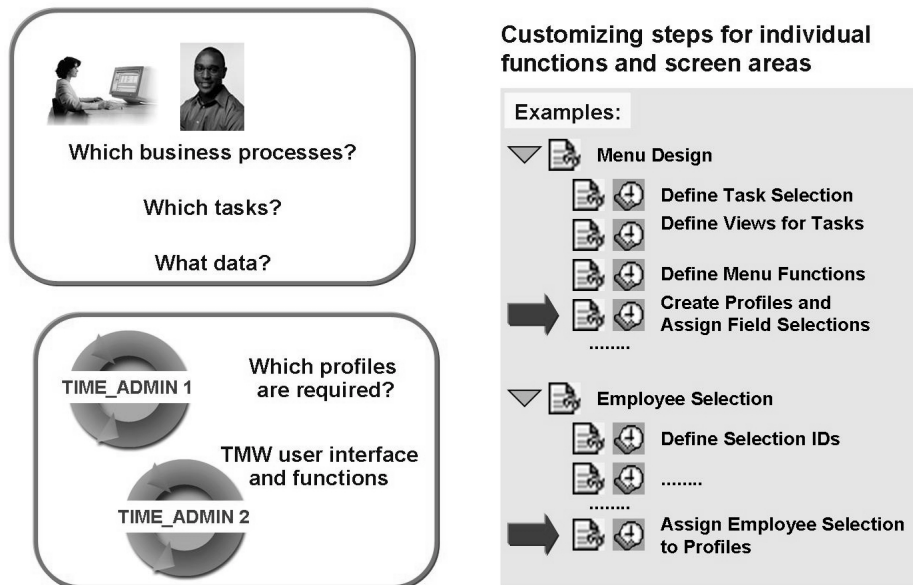 Which business processes?
Which tasks?
What data?
TIME_ADMIN 1
Which profiles
are required?
TMW user interface
and functions
TIME_ADMIN 2
Customizing steps for individual
functions and screen areas
Examples:
Menu Design
Define Task Selection
Define Views for Tasks
Define Menu Functions
Create Profiles and
Assign Field Selections
........
Employee Selection
Define Selection IDs
........
........
Assign Employee Selection
to Profiles